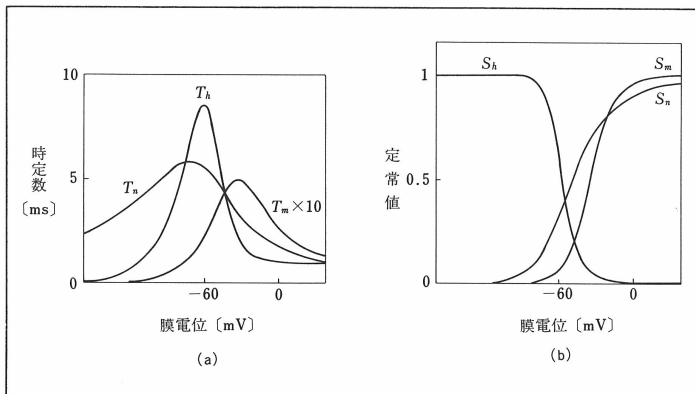 10
5
0
時定数
〔ms〕
T_h
T_n
T_m×10
−60
0
膜電位〔mV〕
(a)
1
0.5
0
定常値
S_h
S_m
S_n
−60
0
膜電位〔mV〕
(b)